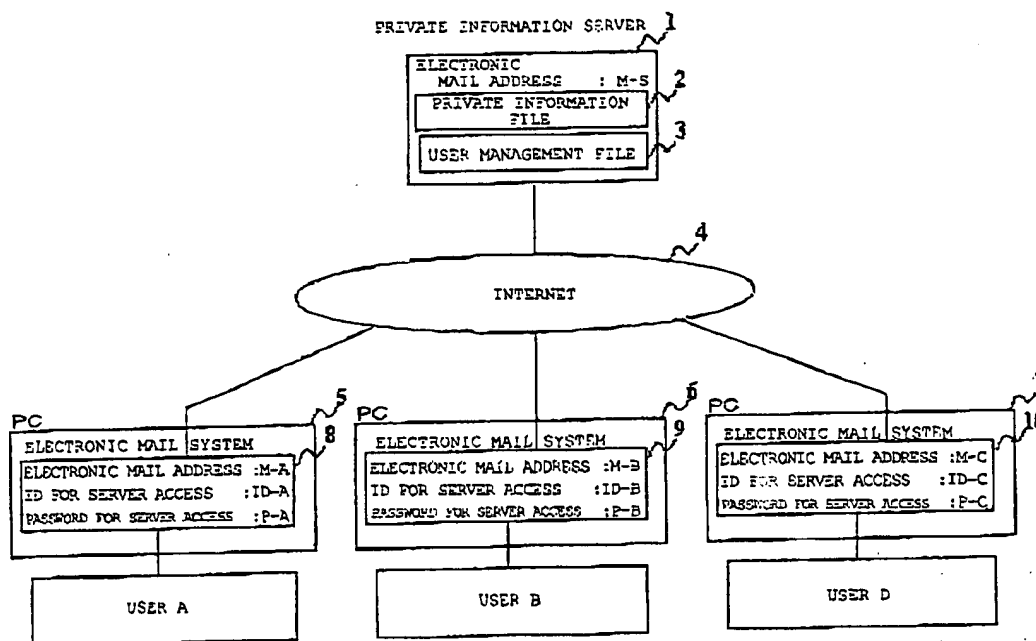 PRIVATE INFORMATION SERVER 1
ELECTRONIC
MAIL ADDRESS : M-S
2
PRIVATE INFORMATION
FILE
3
USER MANAGEMENT FILE
4
INTERNET
PC 5
ELECTRONIC MAIL SYSTEM 8
ELECTRONIC MAIL ADDRESS :M-A
ID FOR SERVER ACCESS :ID-A
PASSWORD FOR SERVER ACCESS :P-A
USER A
PC 6
ELECTRONIC MAIL SYSTEM 9
ELECTRONIC MAIL ADDRESS :M-B
ID FOR SERVER ACCESS :ID-B
PASSWORD FOR SERVER ACCESS :P-B
USER B
PC
ELECTRONIC MAIL SYSTEM
ELECTRONIC MAIL ADDRESS :M-C
ID FOR SERVER ACCESS :ID-C
PASSWORD FOR SERVER ACCESS :P-C
USER D